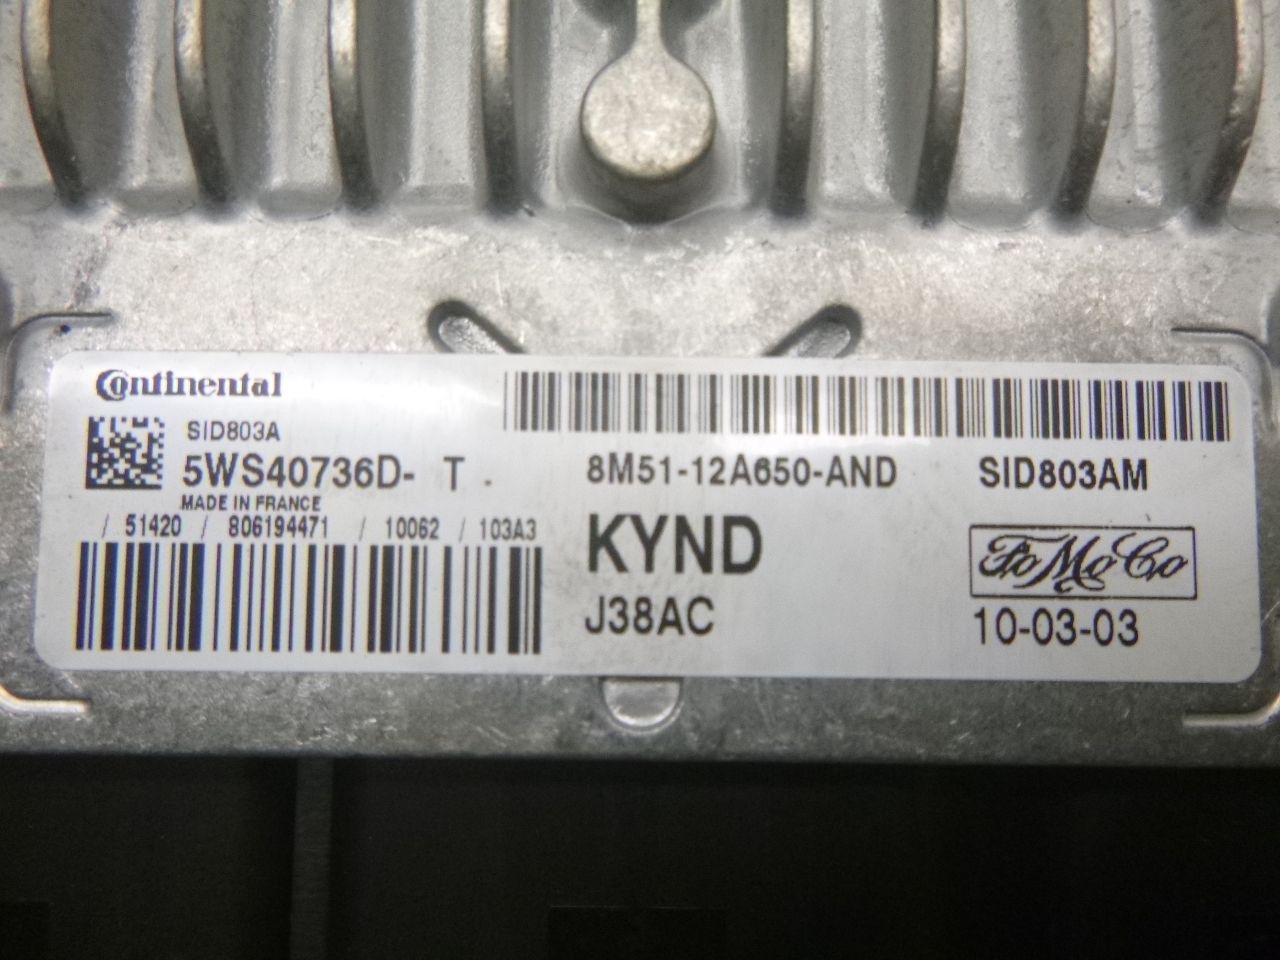 Continental
SID803A
5WS40736D- T
MADE IN FRANCE
/ 51420 / 806194471 / 10062 / 103A3
8M51-12A650-AND
SID803AM
KYND
J38AC
FoMoCo
10-03-03